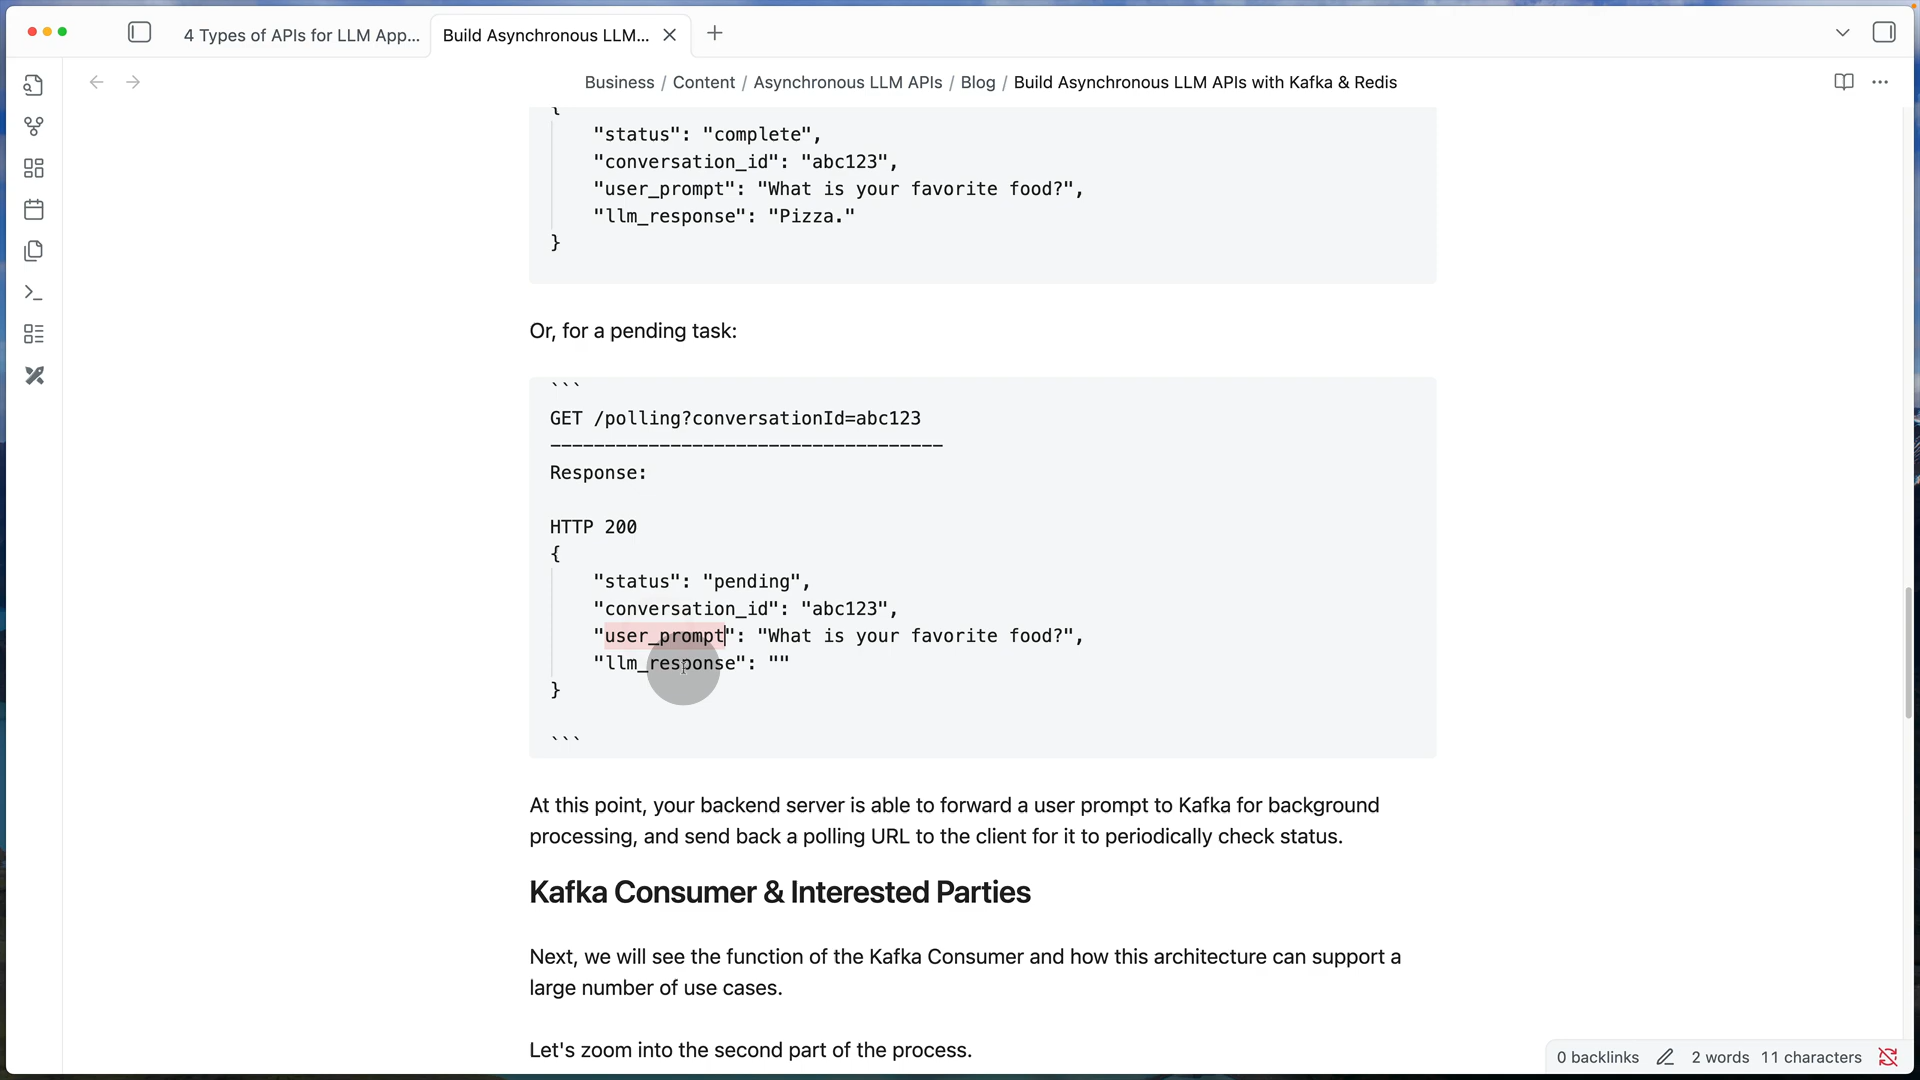 4 Types of APIs for LLM App...
Build Asynchronous LLM...
Business / Content / Asynchronous LLM APIs / Blog / Build Asynchronous LLM APIs with Kafka & Redis
{
"status": "complete",
"conversation_id": "abc123",
"user_prompt": "What is your favorite food?",
"llm_response": "Pizza."
}
Or, for a pending task:
```
GET /polling?conversationId=abc123
------------------------------------
Response:
HTTP 200
{
"status": "pending",
"conversation_id": "abc123",
"user_prompt": "What is your favorite food?",
"llm_response": ""
}
```
At this point, your backend server is able to forward a user prompt to Kafka for background
processing, and send back a polling URL to the client for it to periodically check status.
Kafka Consumer & Interested Parties
Next, we will see the function of the Kafka Consumer and how this architecture can support a
large number of use cases.
Let's zoom into the second part of the process.
0 backlinks 2 words 11 characters